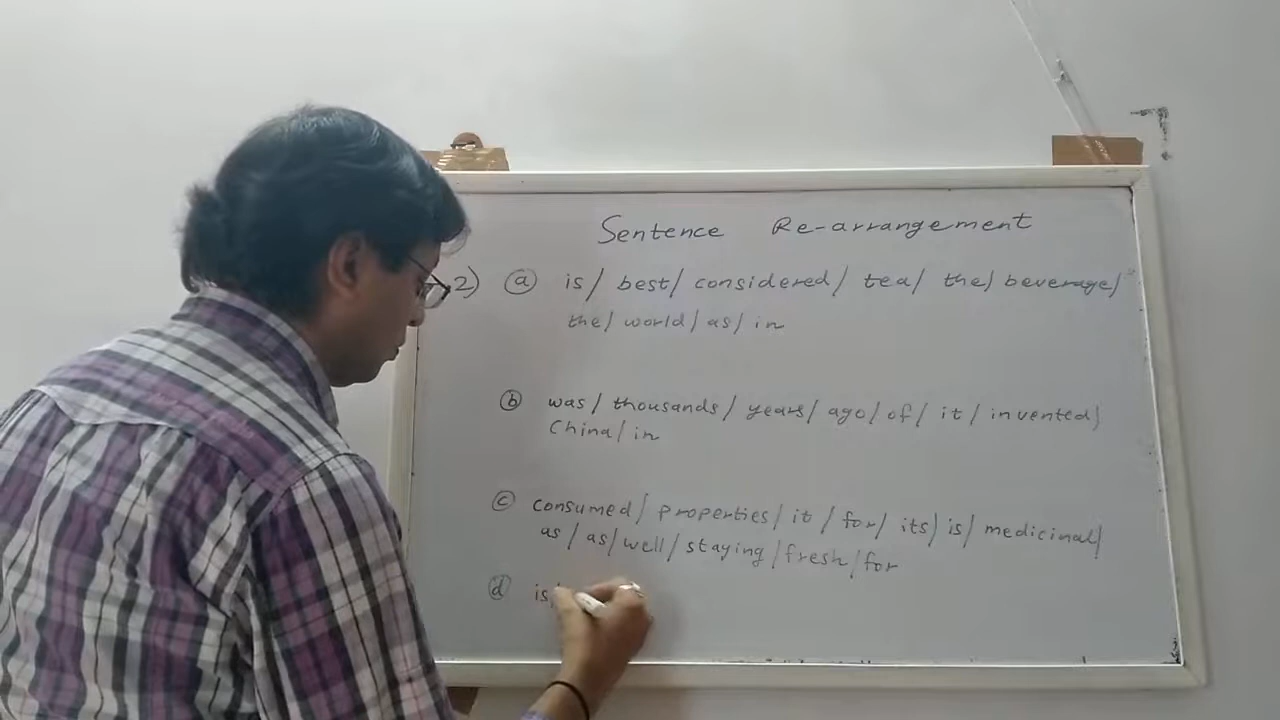 Sentence Re-arrangement
2) (a) is/ best/ considered/ tea/ the/ beverage/
the/ world/ as/ in
(b) was/ thousands/ years/ ago/ of/ it/ invented/
China/ in
(c) consumed/ properties/ it/ for/ its/ is/ medicinal/
as/ as/ well/ staying/ fresh/ for
(d) is/